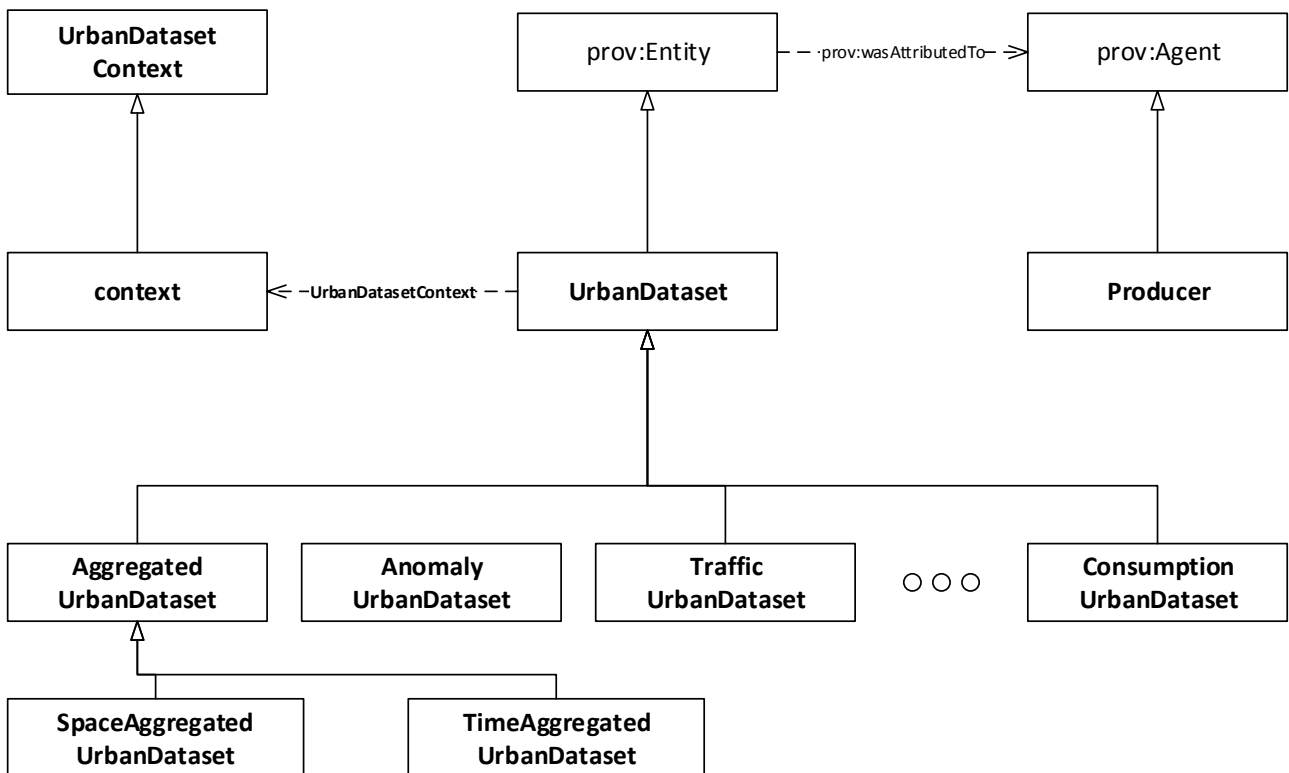 UrbanDataset
Context
prov:Entity
prov:wasAttributedTo
prov:Agent
context
UrbanDatasetContext
UrbanDataset
Producer
Aggregated
UrbanDataset
Anomaly
UrbanDataset
Traffic
UrbanDataset
Consumption
UrbanDataset
SpaceAggregated
UrbanDataset
TimeAggregated
UrbanDataset